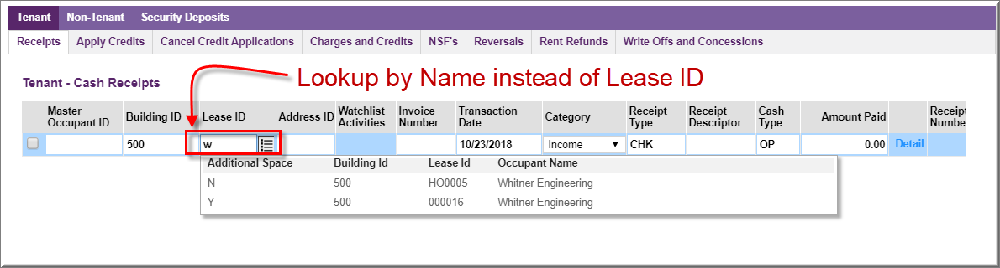 Tenant Non-Tenant Security Deposits
Receipts Apply Credits Cancel Credit Applications Charges and Credits NSF's Reversals Rent Refunds Write Offs and Concessions
Lookup by Name instead of Lease ID
Tenant - Cash Receipts
Master Occupant ID Building ID Lease ID Address ID Watchlist Activities Invoice Number Transaction Date Category Receipt Type Receipt Descriptor Cash Type Amount Paid Receipt Number
500 w 10/23/2018 Income CHK OP 0.00 Detail
Additional Space Building Id Lease Id Occupant Name
N 500 HO0005 Whitner Engineering
Y 500 000016 Whitner Engineering